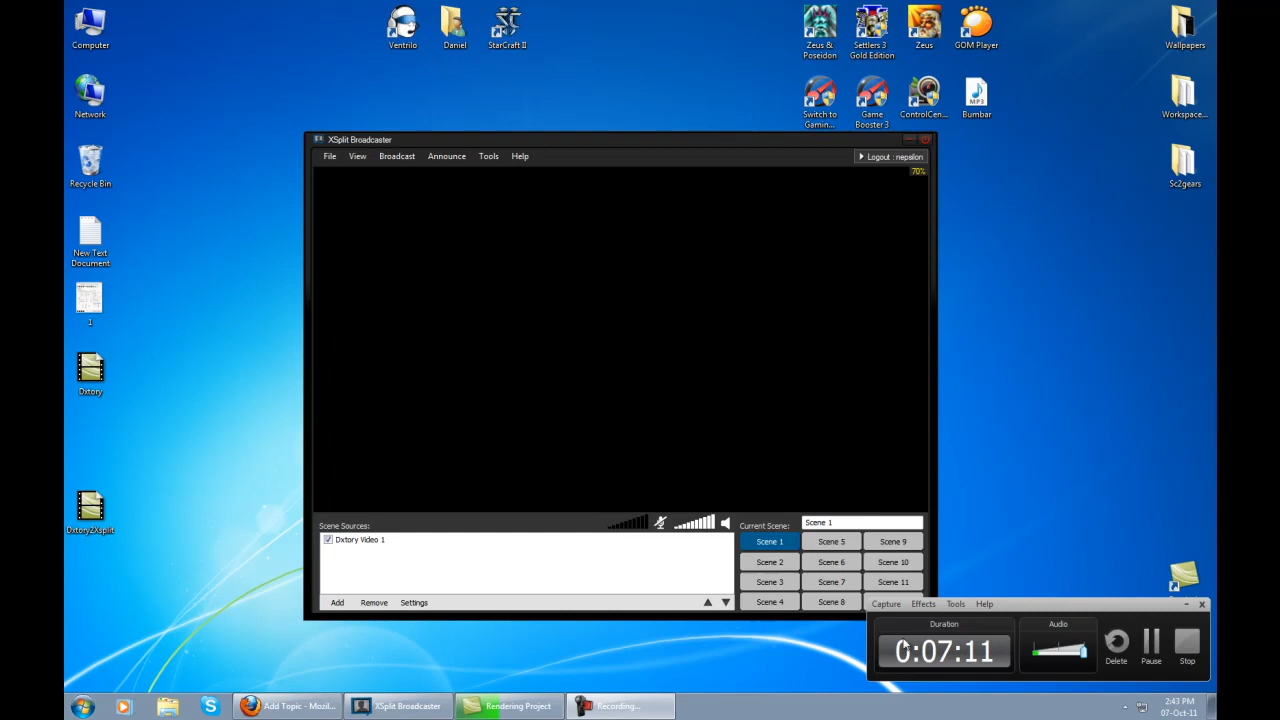 Computer
Ventrilo
Daniel
StarCraft II
Zeus &
Poseidon
Settlers 3
Gold Edition
Zeus
GOM Player
Wallpapers
Network
Switch to
Gamin...
Game
Booster 3
ControlCen...
MP3
Bumbar
Workspace...
Recycle Bin
Sc2gears
New Text
Document
1
Dxtory
Dxtory2Xsplit
XSplit Broadcaster
File View Broadcast Announce Tools Help
Logout : nepsilon
70%
Scene Sources:
Dxtory Video 1
Add Remove Settings
Current Scene:
Scene 1
Scene 1 Scene 5 Scene 9
Scene 2 Scene 6 Scene 10
Scene 3 Scene 7 Scene 11
Scene 4 Scene 8
Capture Effects Tools Help
Duration
Audio
0:07:11
Delete Pause Stop
Add Topic - Mozil...
XSplit Broadcaster
Rendering Project
Recording...
2:43 PM
07-Oct-11